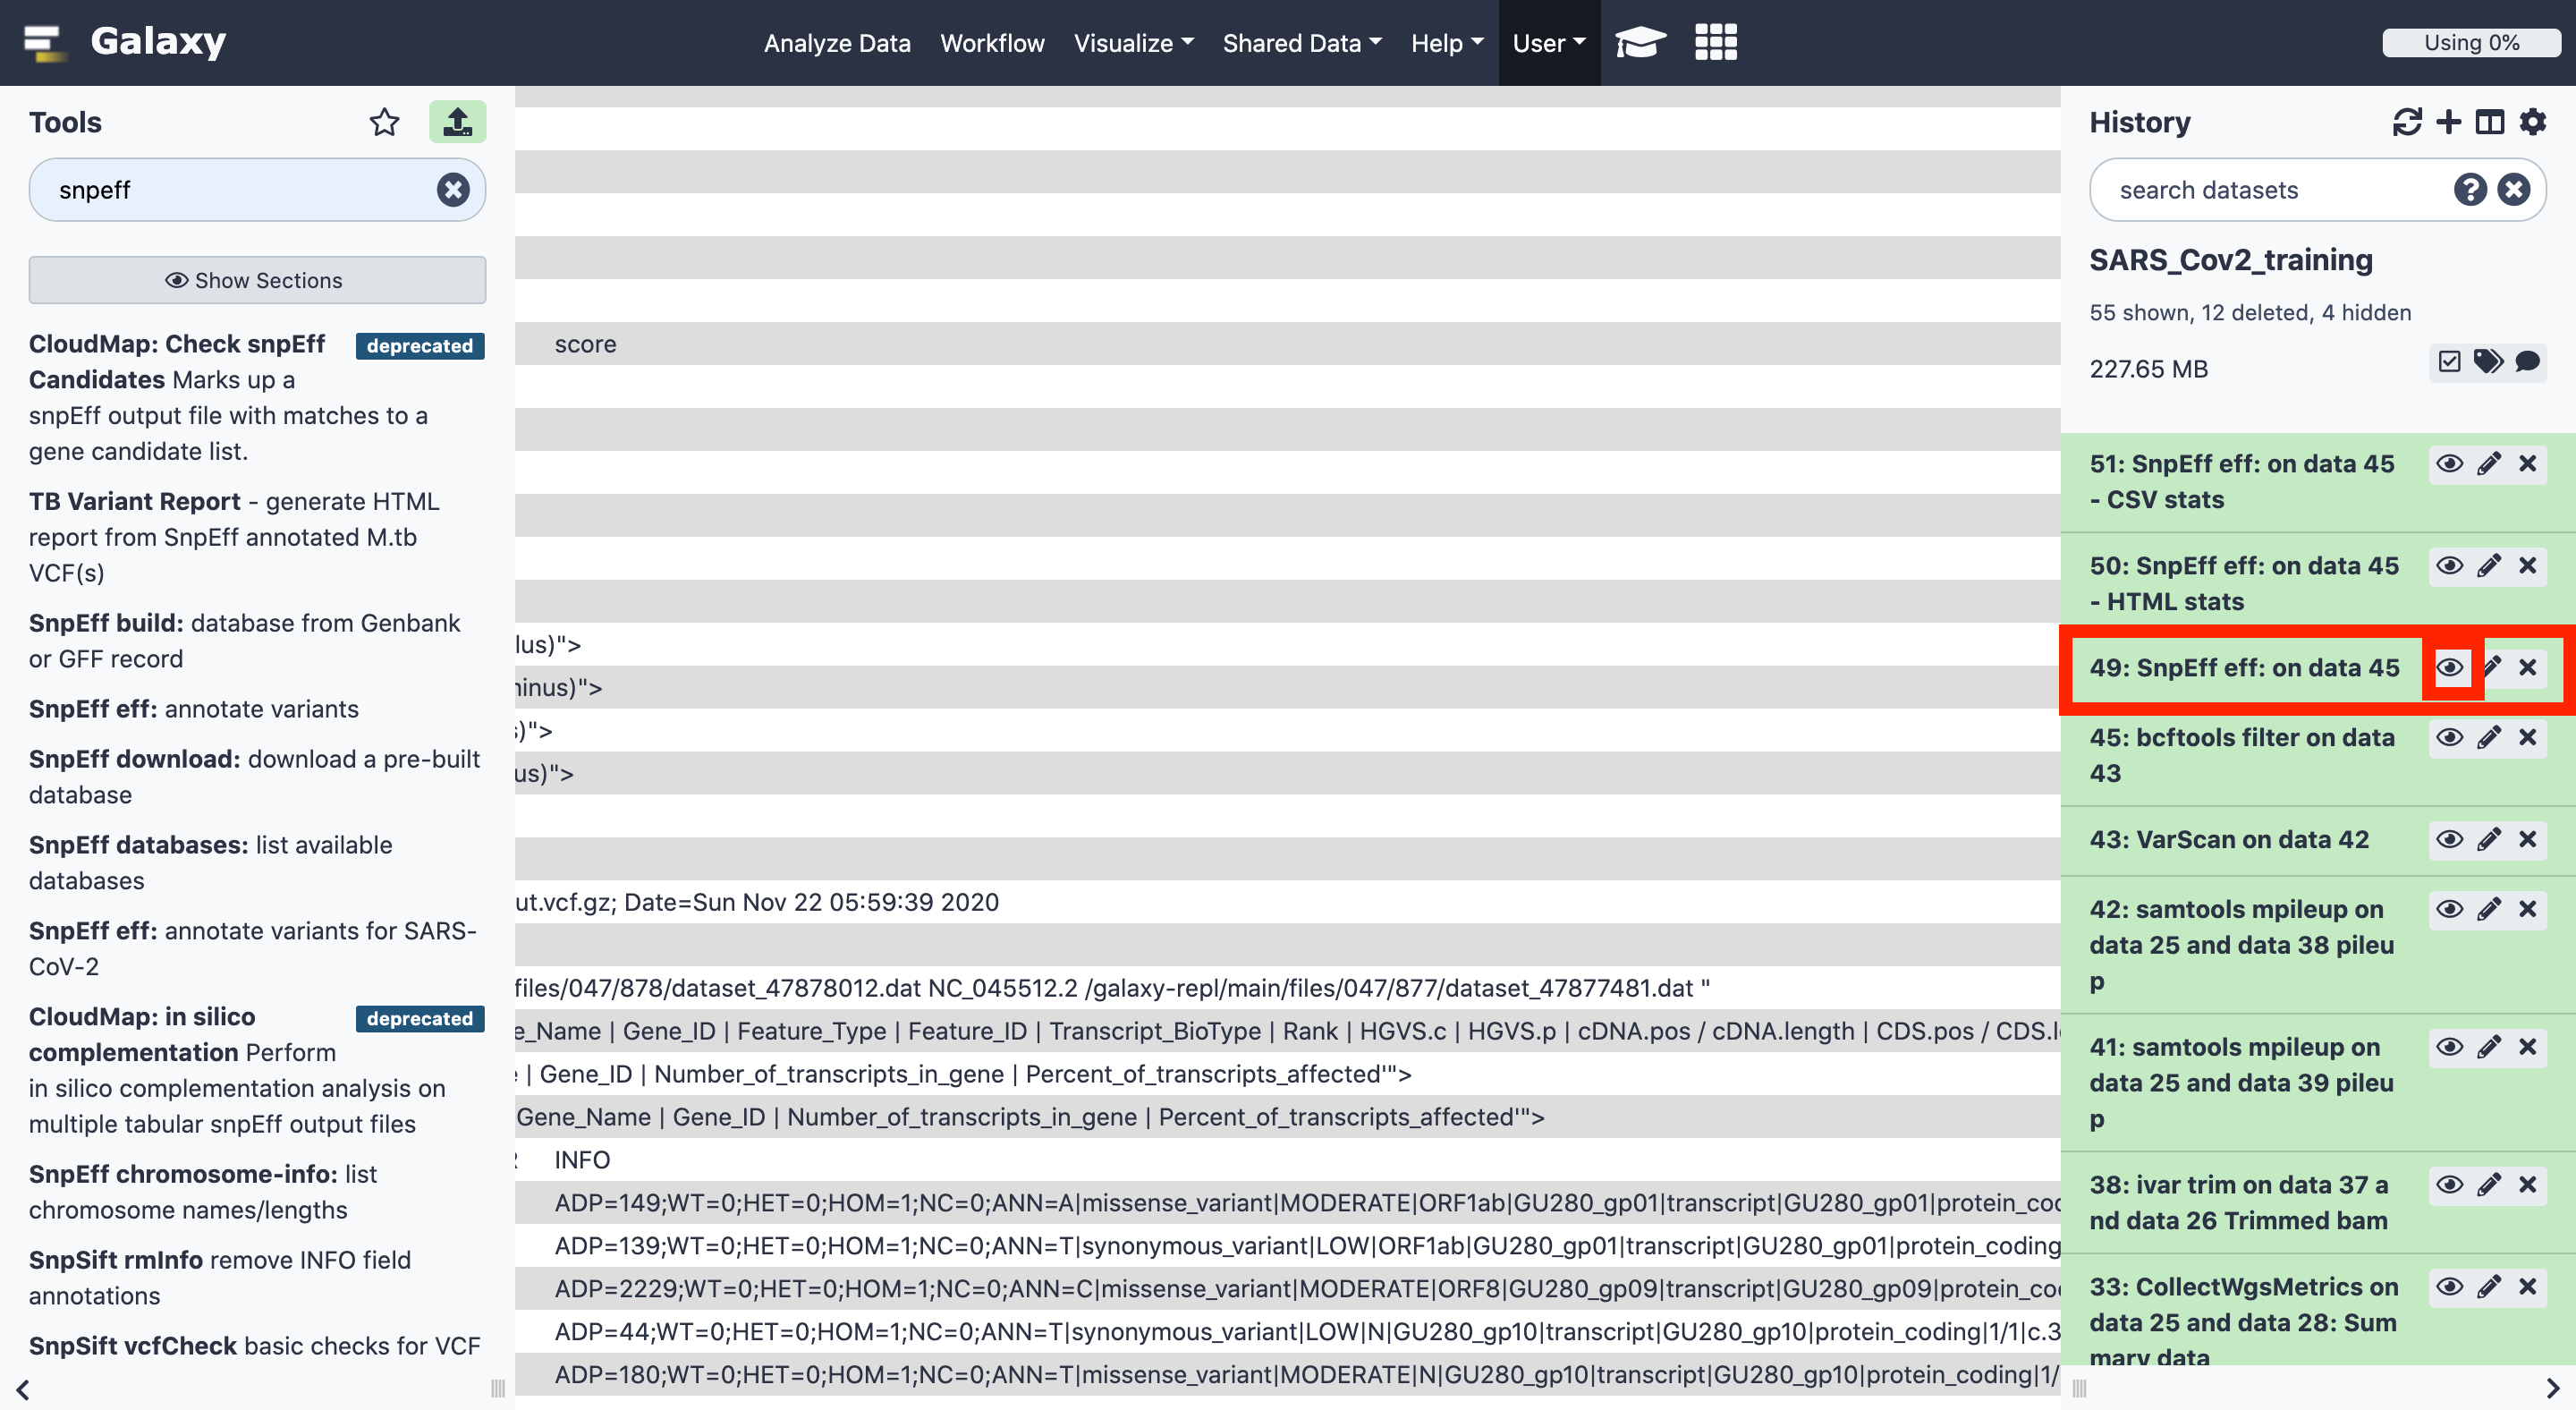 Galaxy
Analyze Data Workflow Visualize Shared Data Help User
Using 0%
Tools
snpeff
Show Sections
CloudMap: Check snpEff deprecated
Candidates Marks up a
snpEff output file with matches to a
gene candidate list.
TB Variant Report - generate HTML
report from SnpEff annotated M.tb
VCF(s)
SnpEff build: database from Genbank
or GFF record
SnpEff eff: annotate variants
SnpEff download: download a pre-built
database
SnpEff databases: list available
databases
SnpEff eff: annotate variants for SARS-
CoV-2
CloudMap: in silico deprecated
complementation Perform
in silico complementation analysis on
multiple tabular snpEff output files
SnpEff chromosome-info: list
chromosome names/lengths
SnpSift rmInfo remove INFO field
annotations
SnpSift vcfCheck basic checks for VCF
score
lus)">
inus)">
)">
us)">
ut.vcf.gz; Date=Sun Nov 22 05:59:39 2020
files/047/878/dataset_47878012.dat NC_045512.2 /galaxy-repl/main/files/047/877/dataset_47877481.dat "
e_Name | Gene_ID | Feature_Type | Feature_ID | Transcript_BioType | Rank | HGVS.c | HGVS.p | cDNA.pos / cDNA.length | CDS.pos / CDS.l
| Gene_ID | Number_of_transcripts_in_gene | Percent_of_transcripts_affected'">
Gene_Name | Gene_ID | Number_of_transcripts_in_gene | Percent_of_transcripts_affected'">
INFO
ADP=149;WT=0;HET=0;HOM=1;NC=0;ANN=A|missense_variant|MODERATE|ORF1ab|GU280_gp01|transcript|GU280_gp01|protein_cod
ADP=139;WT=0;HET=0;HOM=1;NC=0;ANN=T|synonymous_variant|LOW|ORF1ab|GU280_gp01|transcript|GU280_gp01|protein_coding
ADP=2229;WT=0;HET=0;HOM=1;NC=0;ANN=C|missense_variant|MODERATE|ORF8|GU280_gp09|transcript|GU280_gp09|protein_co
ADP=44;WT=0;HET=0;HOM=1;NC=0;ANN=T|synonymous_variant|LOW|N|GU280_gp10|transcript|GU280_gp10|protein_coding|1/1|c.3
ADP=180;WT=0;HET=0;HOM=1;NC=0;ANN=T|missense_variant|MODERATE|N|GU280_gp10|transcript|GU280_gp10|protein_coding|1/
History
search datasets
SARS_Cov2_training
55 shown, 12 deleted, 4 hidden
227.65 MB
51: SnpEff eff: on data 45
- CSV stats
50: SnpEff eff: on data 45
- HTML stats
49: SnpEff eff: on data 45
45: bcftools filter on data
43
43: VarScan on data 42
42: samtools mpileup on
data 25 and data 38 pileu
p
41: samtools mpileup on
data 25 and data 39 pileu
p
38: ivar trim on data 37 a
nd data 26 Trimmed bam
33: CollectWgsMetrics on
data 25 and data 28: Sum
mary data